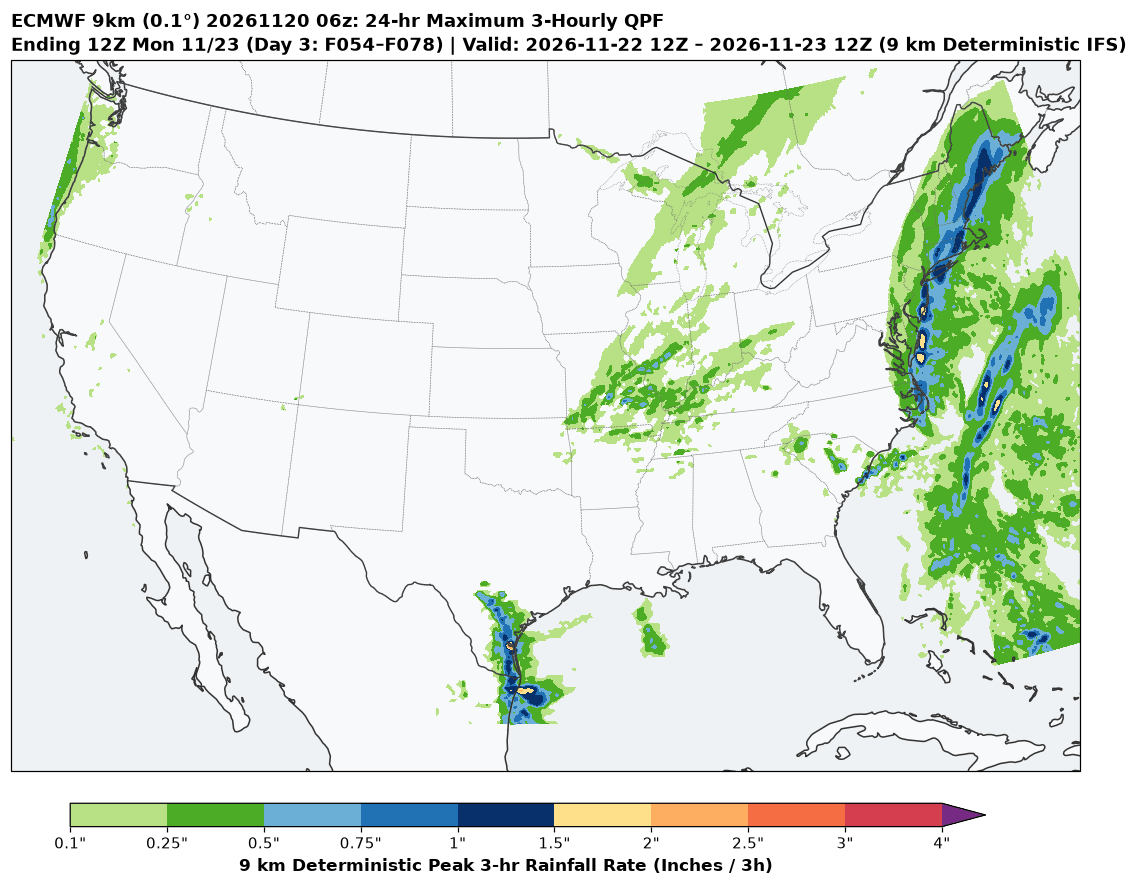 ECMWF 9km (0.1°) 20261120 06z: 24-hr Maximum 3-Hourly QPF
Ending 12Z Mon 11/23 (Day 3: F054–F078) | Valid: 2026-11-22 12Z – 2026-11-23 12Z (9 km Deterministic IFS)
0.1" 0.25" 0.5" 0.75" 1" 1.5" 2" 2.5" 3" 4"
9 km Deterministic Peak 3-hr Rainfall Rate (Inches / 3h)